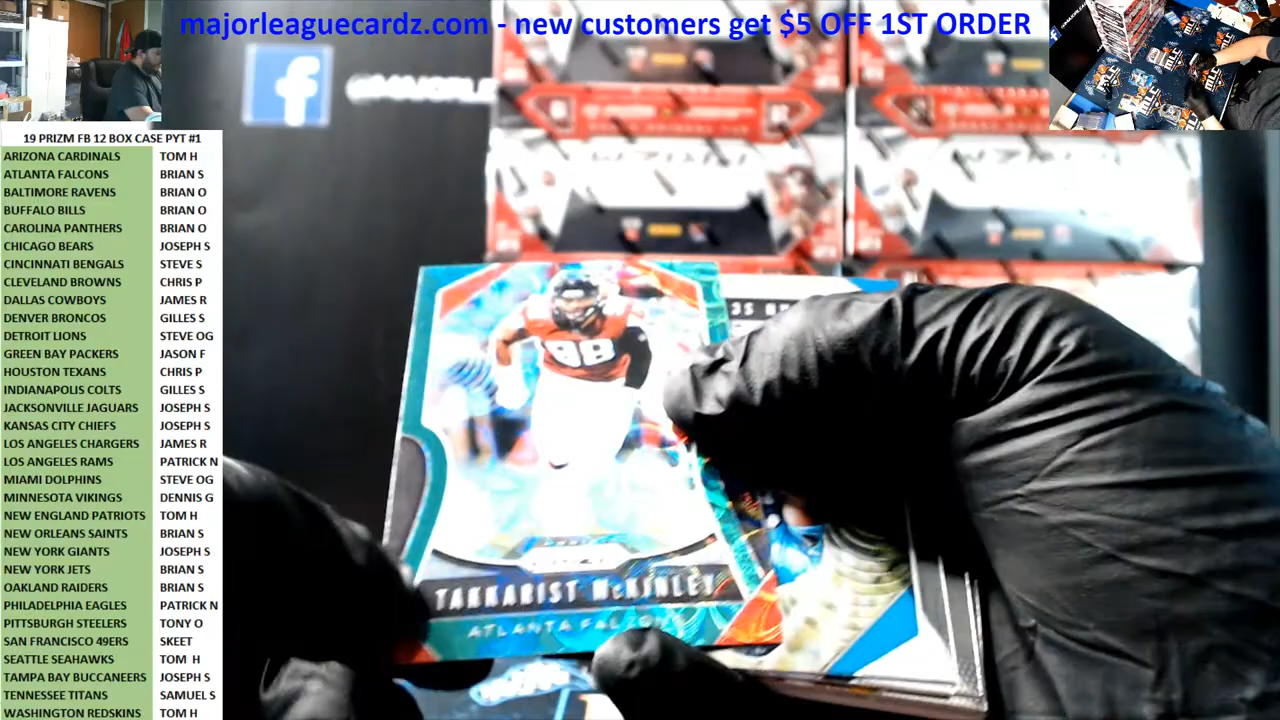 majorleaguecardz.com - new customers get $5 OFF 1ST ORDER
19 PRIZM FB 12 BOX CASE PYT #1
ARIZONA CARDINALS TOM H
ATLANTA FALCONS BRIAN S
BALTIMORE RAVENS BRIAN O
BUFFALO BILLS BRIAN O
CAROLINA PANTHERS BRIAN O
CHICAGO BEARS JOSEPH S
CINCINNATI BENGALS STEVE S
CLEVELAND BROWNS CHRIS P
DALLAS COWBOYS JAMES R
DENVER BRONCOS GILLES S
DETROIT LIONS STEVE OG
GREEN BAY PACKERS JASON F
HOUSTON TEXANS CHRIS P
INDIANAPOLIS COLTS GILLES S
JACKSONVILLE JAGUARS JOSEPH S
KANSAS CITY CHIEFS JOSEPH S
LOS ANGELES CHARGERS JAMES R
LOS ANGELES RAMS PATRICK N
MIAMI DOLPHINS STEVE OG
MINNESOTA VIKINGS DENNIS G
NEW ENGLAND PATRIOTS TOM H
NEW ORLEANS SAINTS BRIAN S
NEW YORK GIANTS JOSEPH S
NEW YORK JETS BRIAN S
OAKLAND RAIDERS BRIAN S
PHILADELPHIA EAGLES PATRICK N
PITTSBURGH STEELERS TONY O
SAN FRANCISCO 49ERS SKEET
SEATTLE SEAHAWKS TOM H
TAMPA BAY BUCCANEERS JOSEPH S
TENNESSEE TITANS SAMUEL S
WASHINGTON REDSKINS TOM H
f
98
TAKKARIST McKINLEY
ATLANTA
MLC